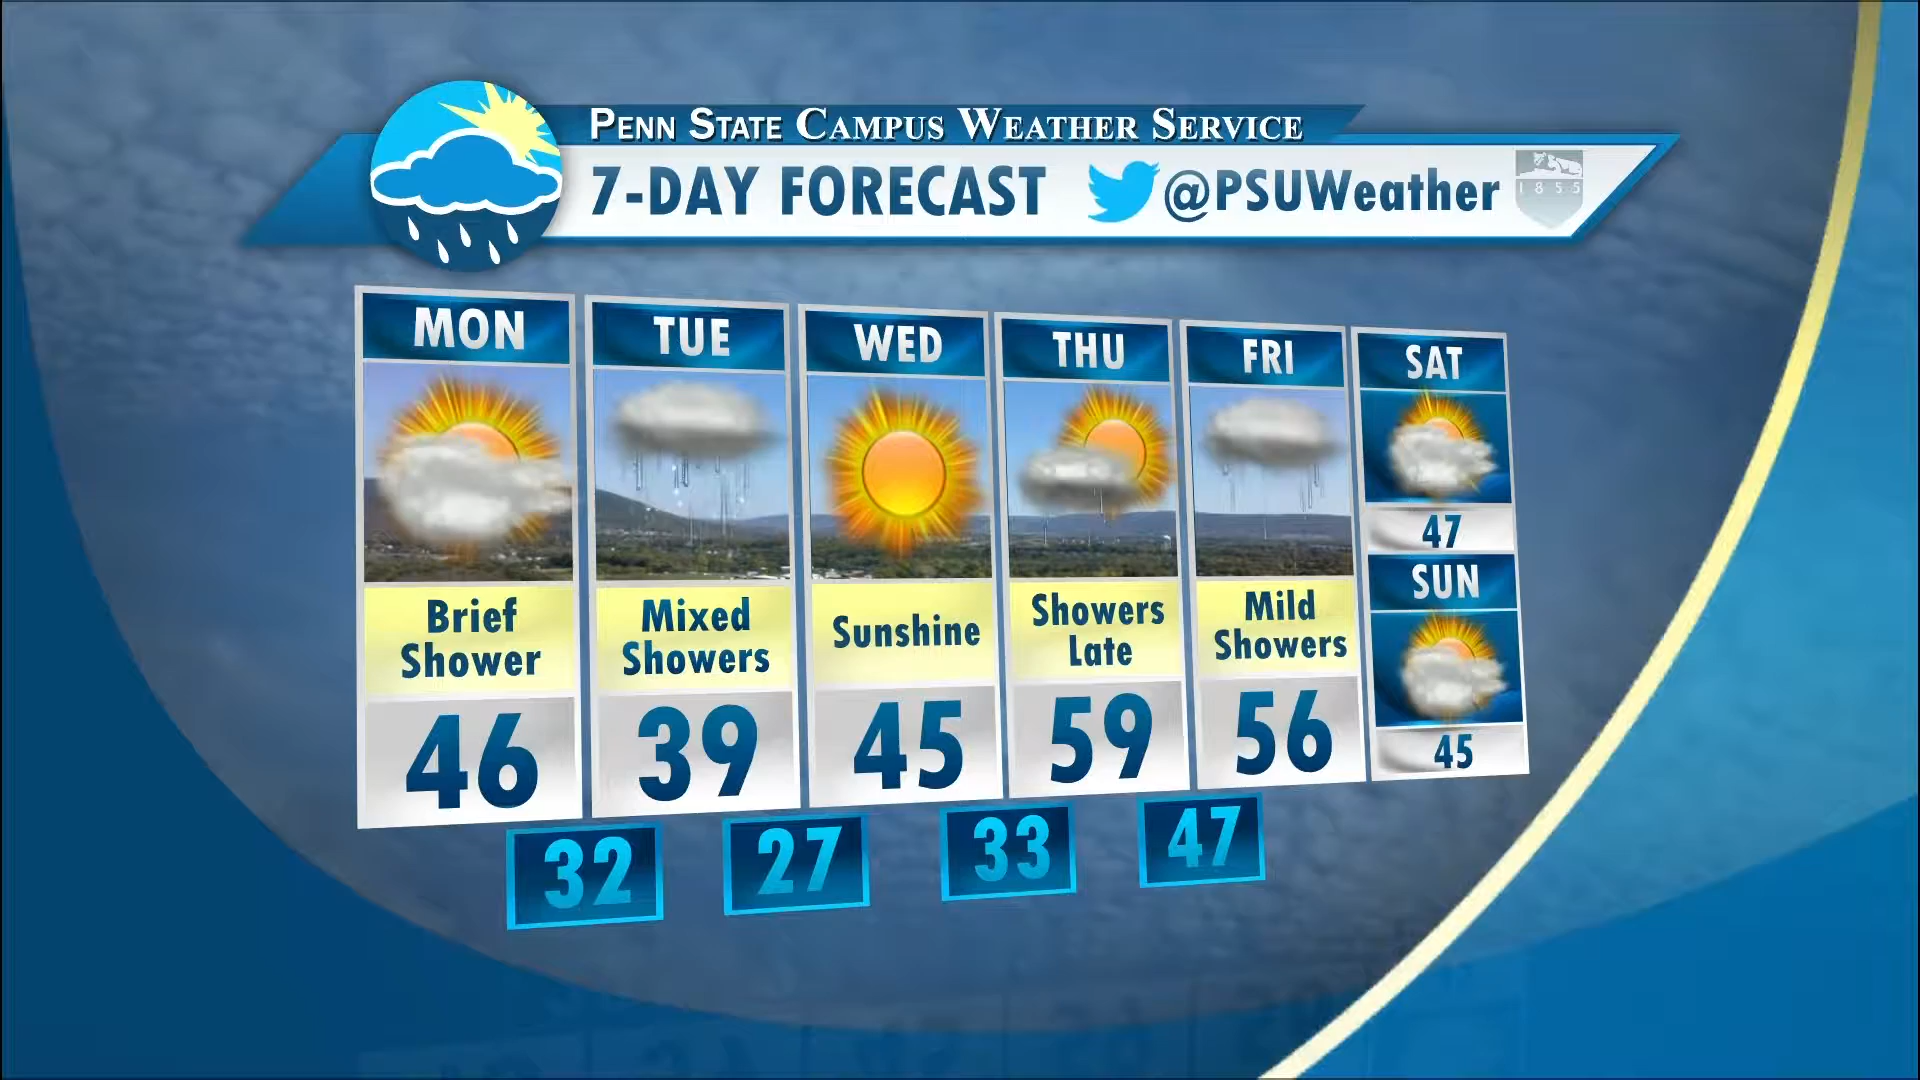 PENN STATE CAMPUS WEATHER SERVICE
7-DAY FORECAST @PSUWeather
1855
MON
Brief
Shower
46
TUE
Mixed
Showers
39
WED
Sunshine
45
THU
Showers
Late
59
FRI
Mild
Showers
56
SAT
47
SUN
45
32
27
33
47